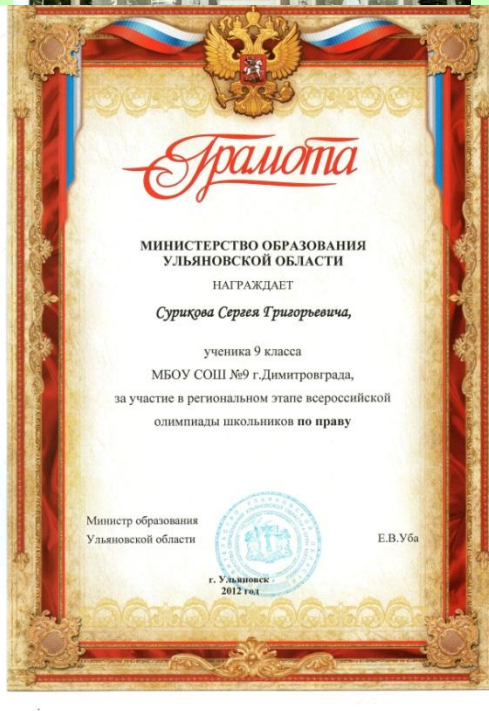 Грамота
МИНИСТЕРСТВО ОБРАЗОВАНИЯ
УЛЬЯНОВСКОЙ ОБЛАСТИ
НАГРАЖДАЕТ
Сурикова Сергея Григорьевича,
ученика 9 класса
МБОУ СОШ №9 г.Димитровграда,
за участие в региональном этапе всероссийской
олимпиады школьников по праву
Министр образования
Ульяновской области Е.В.Уба
г. Ульяновск
2012 год